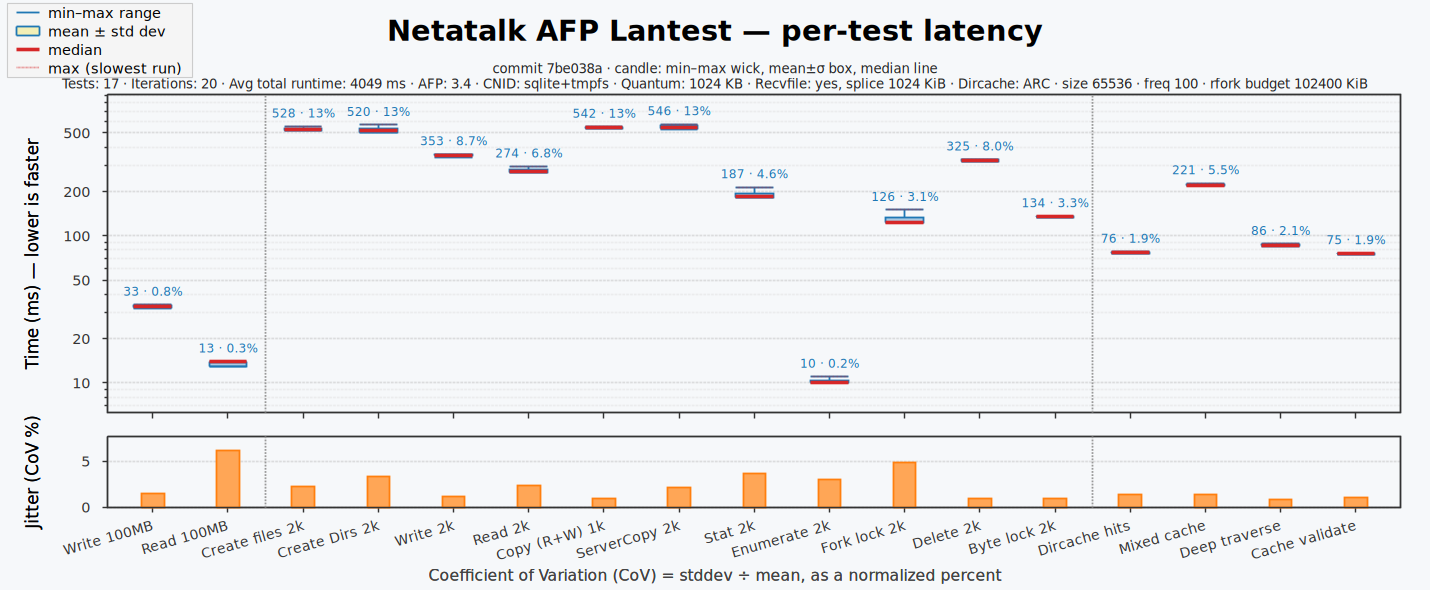 min–max range
mean ± std dev
median
max (slowest run)
Netatalk AFP Lantest — per-test latency
commit 7be038a · candle: min–max wick, mean±σ box, median line
Tests: 17 · Iterations: 20 · Avg total runtime: 4049 ms · AFP: 3.4 · CNID: sqlite+tmpfs · Quantum: 1024 KB · Recvfile: yes, splice 1024 KiB · Dircache: ARC · size 65536 · freq 100 · rfork budget 102400 KiB
Time (ms) — lower is faster
500
200
100
50
20
10
33 · 0.8%
13 · 0.3%
528 · 13%
520 · 13%
353 · 8.7%
274 · 6.8%
542 · 13%
546 · 13%
187 · 4.6%
10 · 0.2%
126 · 3.1%
325 · 8.0%
134 · 3.3%
76 · 1.9%
221 · 5.5%
86 · 2.1%
75 · 1.9%
Jitter (CoV %)
5
0
Write 100MB
Read 100MB
Create files 2k
Create Dirs 2k
Write 2k
Read 2k
Copy (R+W) 1k
ServerCopy 2k
Stat 2k
Enumerate 2k
Fork lock 2k
Delete 2k
Byte lock 2k
Dircache hits
Mixed cache
Deep traverse
Cache validate
Coefficient of Variation (CoV) = stddev ÷ mean, as a normalized percent